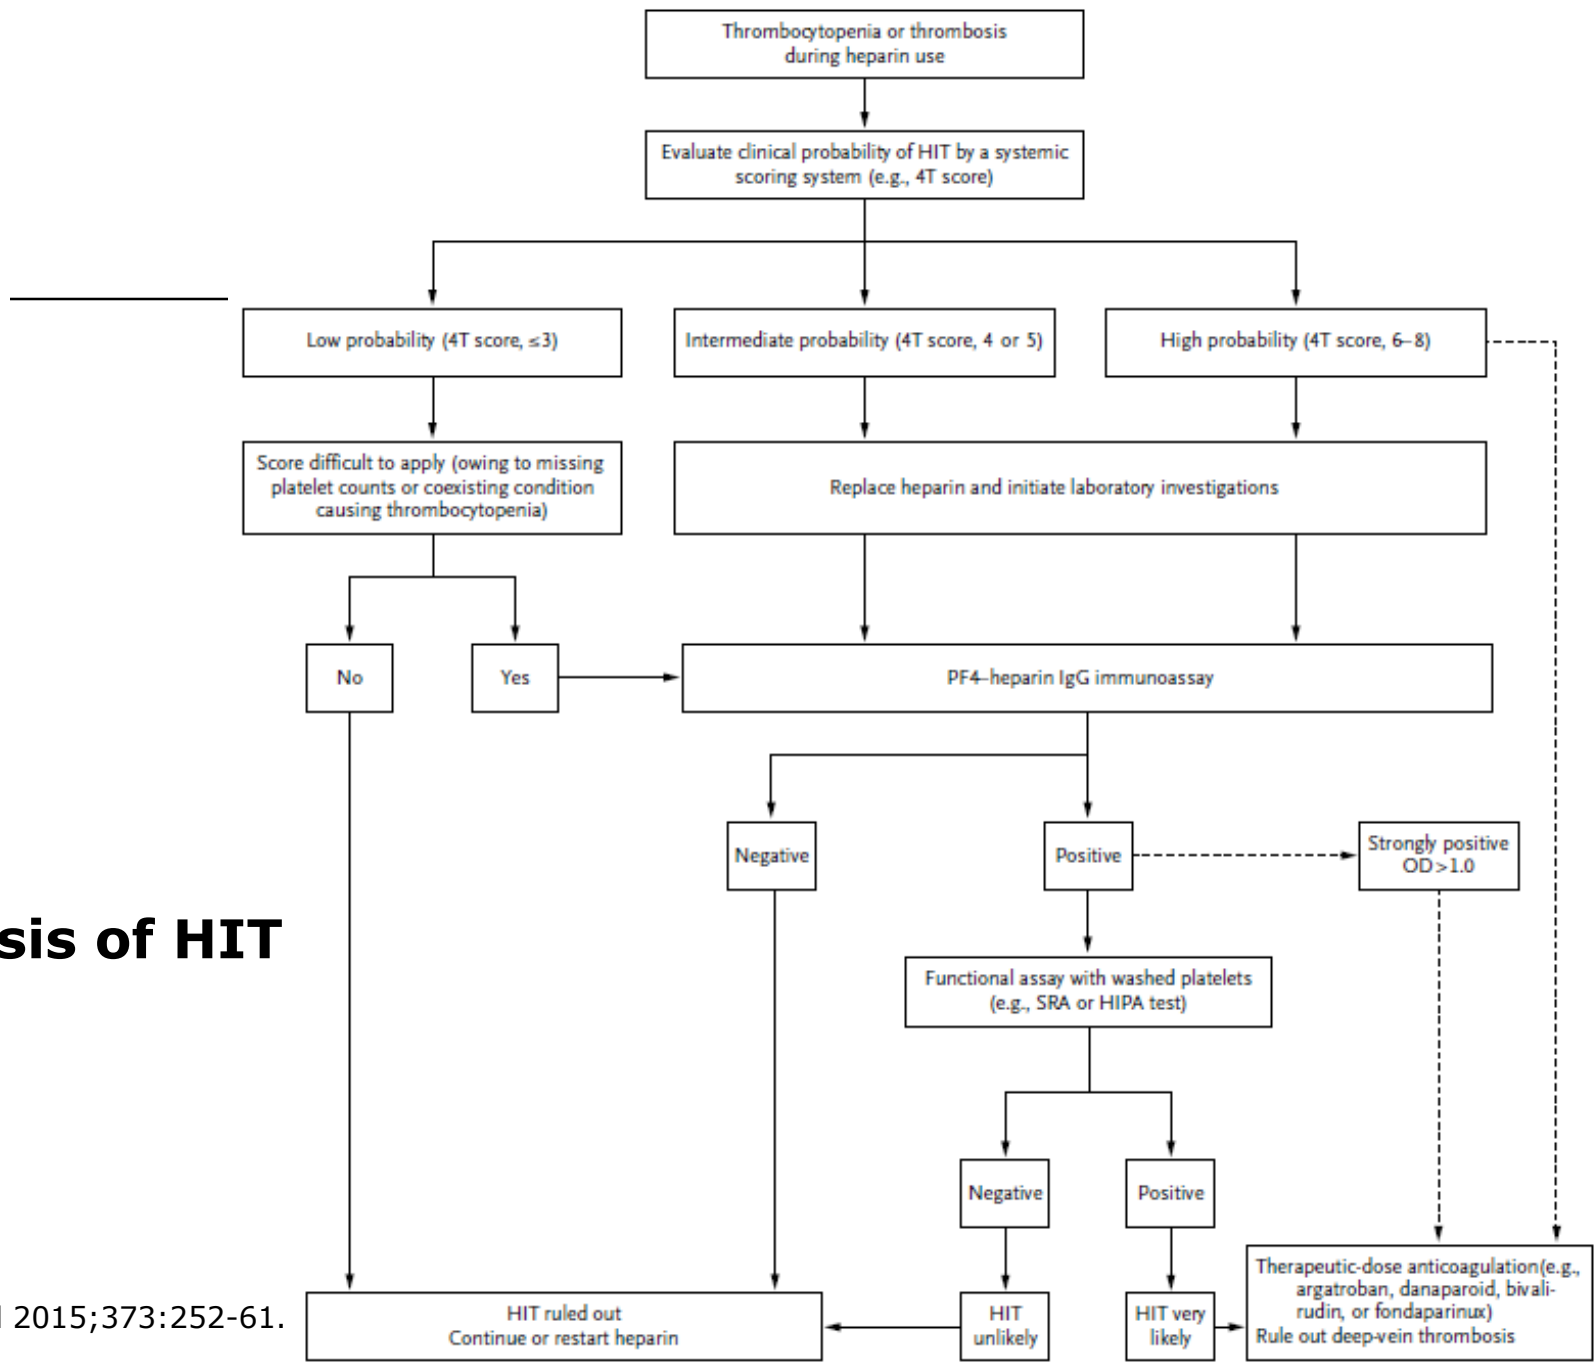 Thrombocytopenia or thrombosis
during heparin use
Evaluate clinical probability of HIT by a systemic
scoring system (e.g., 4T score)
Low probability (4T score, ≤3)
Intermediate probability (4T score, 4 or 5)
High probability (4T score, 6–8)
Score difficult to apply (owing to missing
platelet counts or coexisting condition
causing thrombocytopenia)
Replace heparin and initiate laboratory investigations
No
Yes
PF4–heparin IgG immunoassay
Negative
Positive
Strongly positive
OD>1.0
sis of HIT
Functional assay with washed platelets
(e.g., SRA or HIPA test)
Negative
Positive
HIT ruled out
Continue or restart heparin
HIT
unlikely
HIT very
likely
Therapeutic-dose anticoagulation(e.g.,
argatroban, danaparoid, bivali-
rudin, or fondaparinux)
Rule out deep-vein thrombosis
2015;373:252-61.